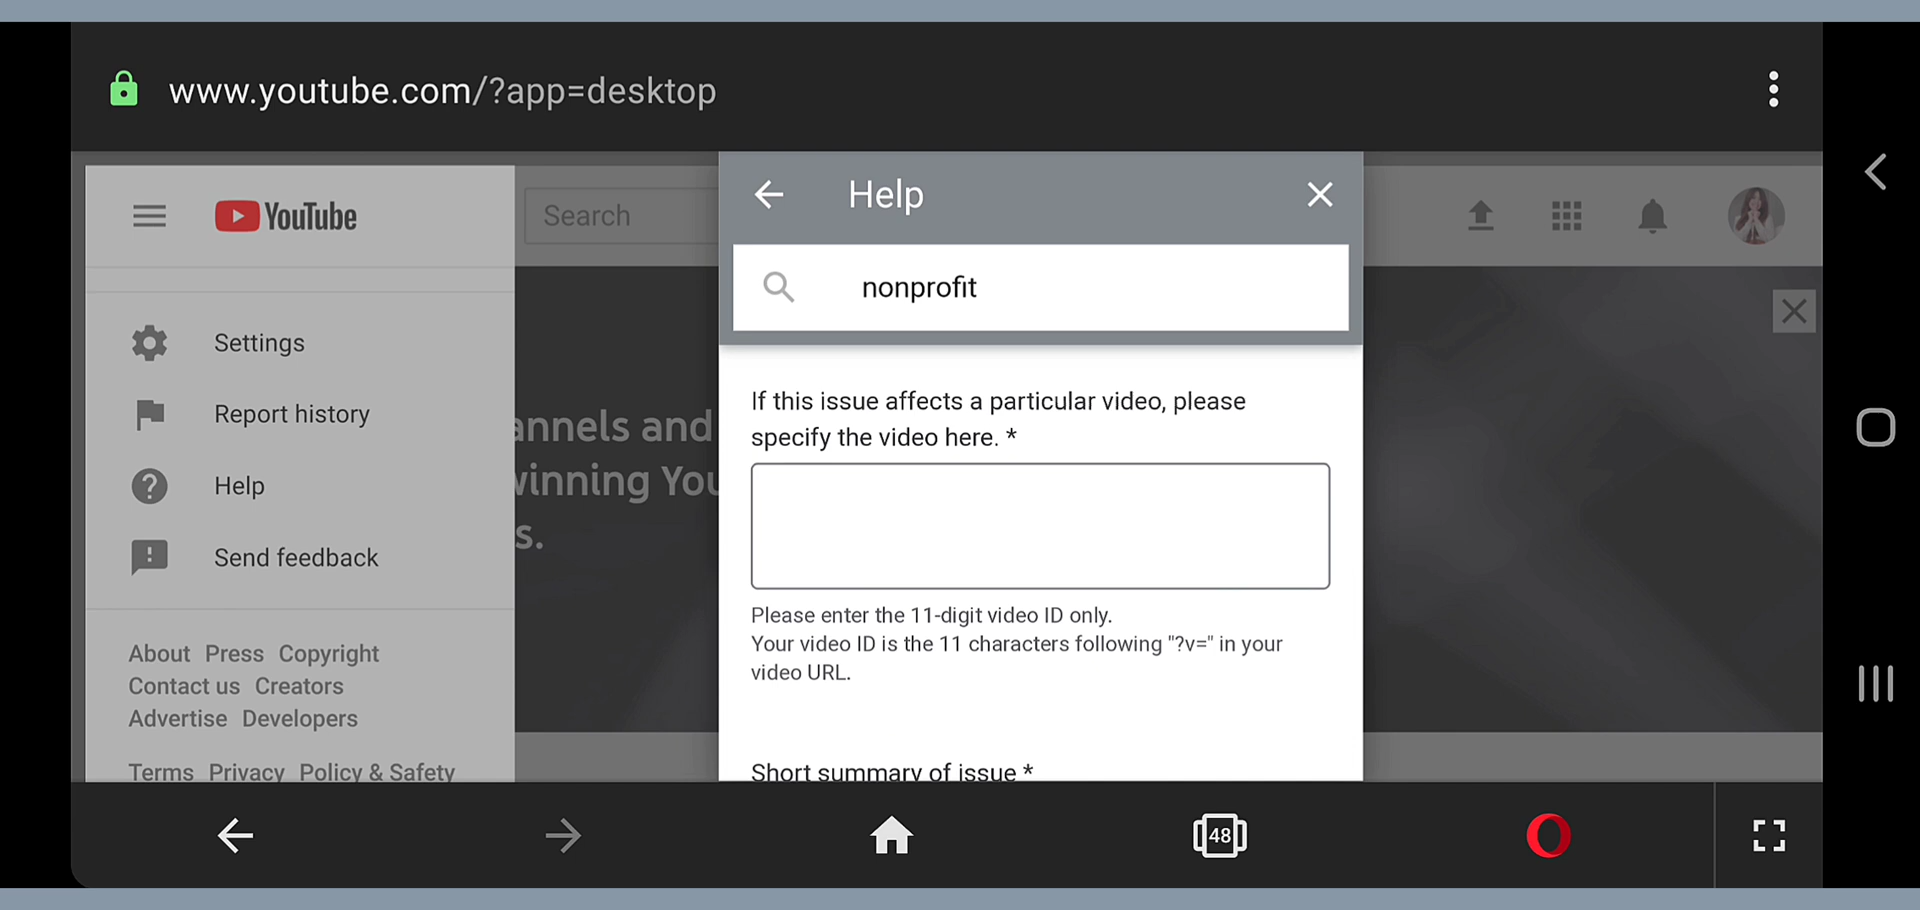 www.youtube.com/?app=desktop
YouTube
Search
Settings
Report history
Help
Send feedback
About Press Copyright
Contact us Creators
Advertise Developers
Terms Privacy Policy & Safety
and
s.
Help
nonprofit
If this issue affects a particular video, please
specify the video here. *
Please enter the 11-digit video ID only.
Your video ID is the 11 characters following "?v=" in your
video URL.
Short summary of issue *
48